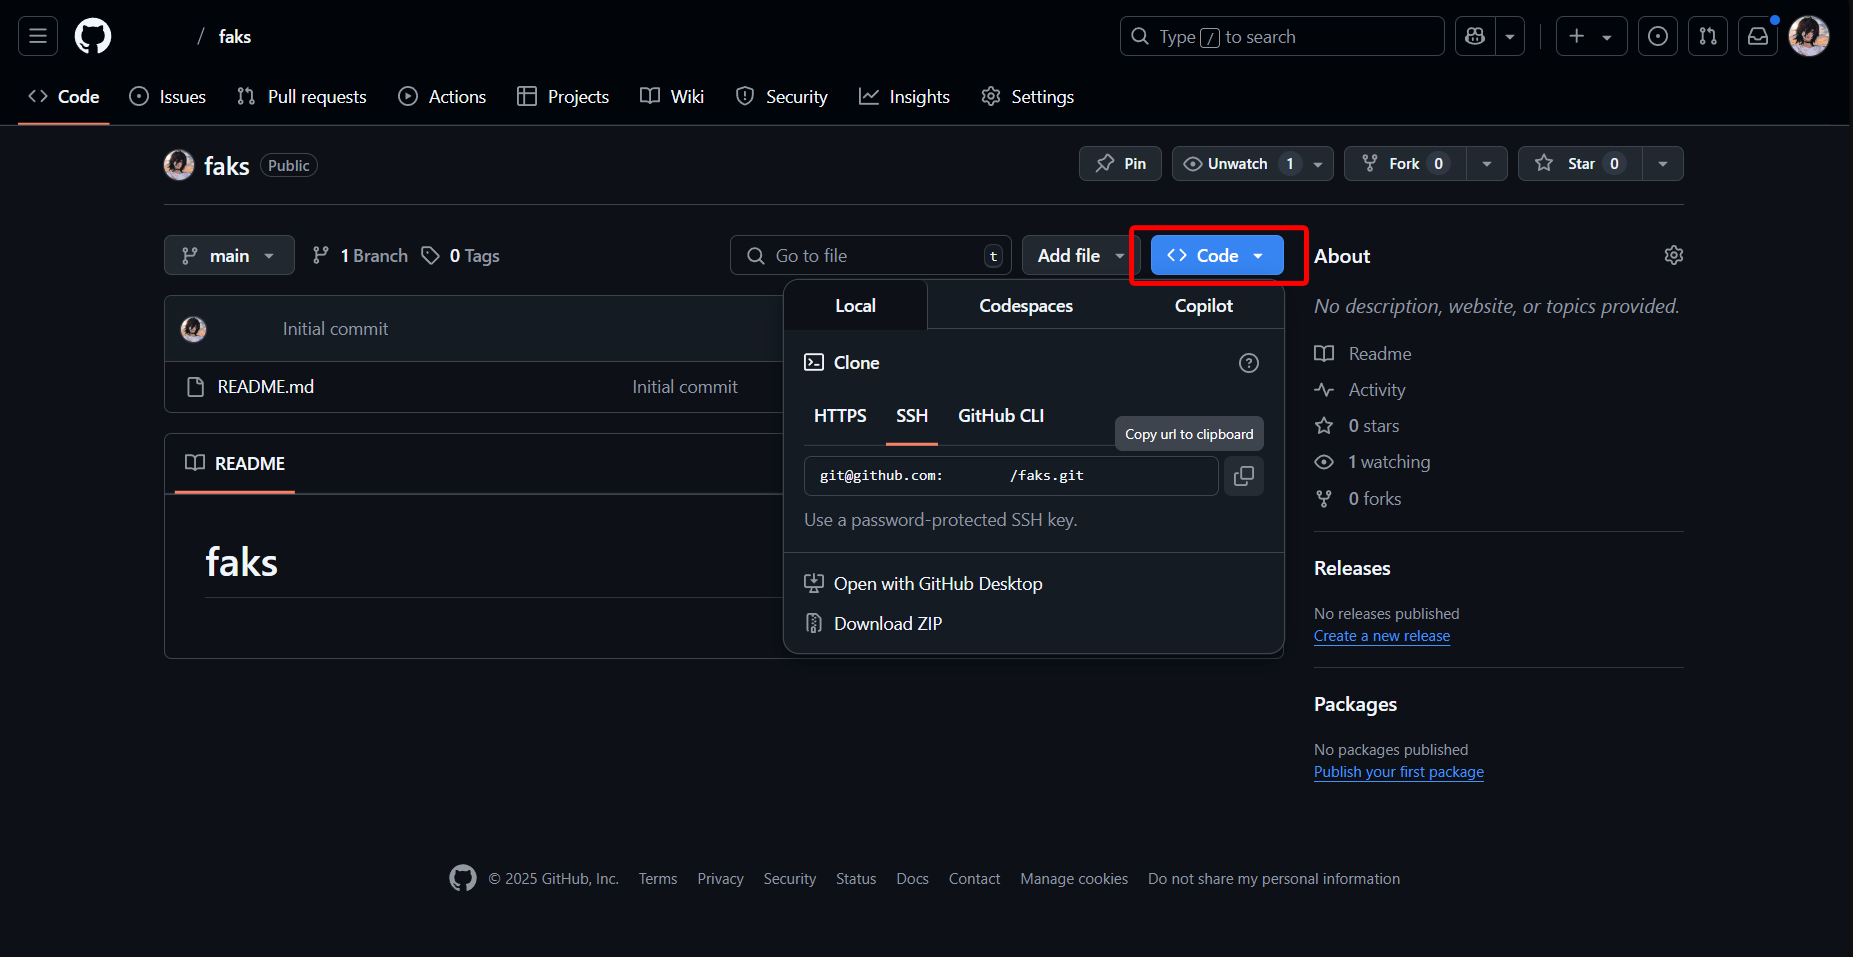 / faks
Type / to search
Code Issues Pull requests Actions Projects Wiki Security Insights Settings
faks Public
Pin Unwatch 1 Fork 0 Star 0
main 1 Branch 0 Tags
Go to file t
Add file
Code
Initial commit
README.md Initial commit
README
faks
Local Codespaces Copilot
Clone
HTTPS SSH GitHub CLI
Copy url to clipboard
git@github.com: /faks.git
Use a password-protected SSH key.
Open with GitHub Desktop
Download ZIP
About
No description, website, or topics provided.
Readme
Activity
0 stars
1 watching
0 forks
Releases
No releases published
Create a new release
Packages
No packages published
Publish your first package
© 2025 GitHub, Inc. Terms Privacy Security Status Docs Contact Manage cookies Do not share my personal information